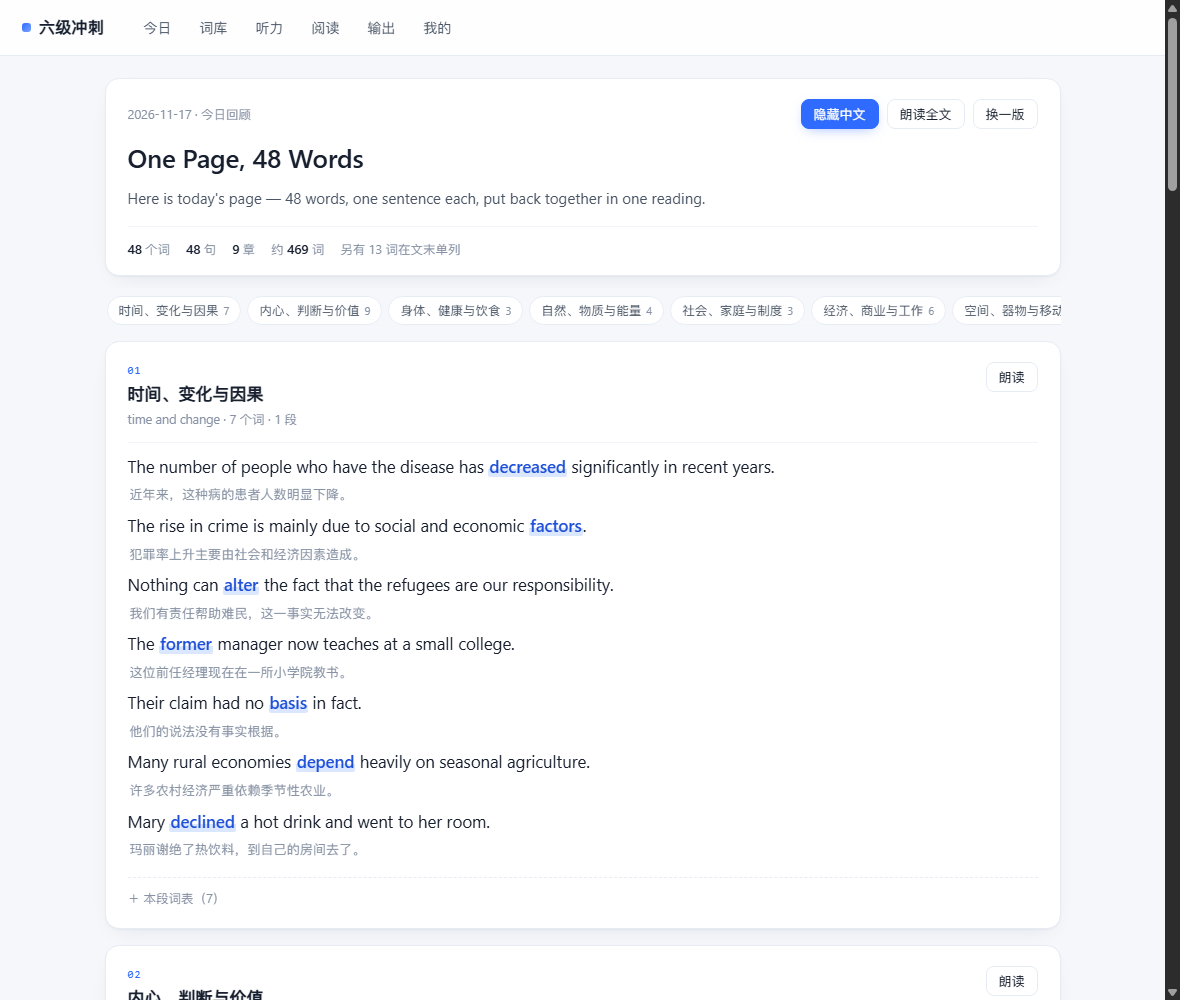 六级冲刺 今日 词库 听力 阅读 输出 我的
2026-11-17 · 今日回顾 隐藏中文 朗读全文 换一版
One Page, 48 Words
Here is today's page — 48 words, one sentence each, put back together in one reading.
48 个词 48 句 9 章 约 469 词 另有 13 词在文末单列
时间、变化与因果 7 内心、判断与价值 9 身体、健康与饮食 3 自然、物质与能量 4 社会、家庭与制度 3 经济、商业与工作 6 空间、器物与移动
01
时间、变化与因果 朗读
time and change · 7 个词 · 1 段
The number of people who have the disease has decreased significantly in recent years.
近年来，这种病的患者人数明显下降。
The rise in crime is mainly due to social and economic factors.
犯罪率上升主要由社会和经济因素造成。
Nothing can alter the fact that the refugees are our responsibility.
我们有责任帮助难民，这一事实无法改变。
The former manager now teaches at a small college.
这位前任经理现在在一所小学院教书。
Their claim had no basis in fact.
他们的说法没有事实根据。
Many rural economies depend heavily on seasonal agriculture.
许多农村经济严重依赖季节性农业。
Mary declined a hot drink and went to her room.
玛丽谢绝了热饮料，到自己的房间去了。
＋ 本段词表（7）
02
内心、判断与价值 朗读